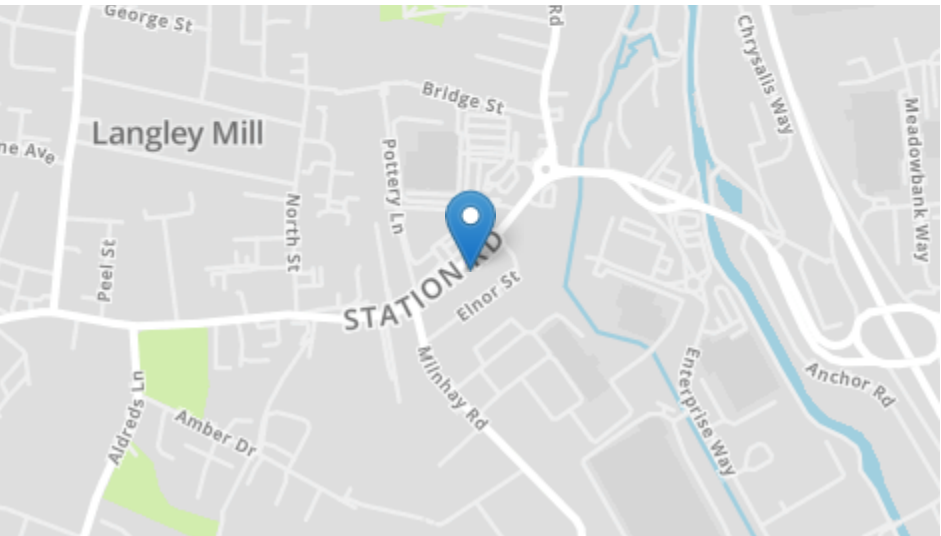 George St
Rd
Chrysalis Way
Bridge St
Langley Mill
ne Ave
Pottery Ln
Meadowbank Way
North St
Peel St
STATION RD
Elnor St
Milnhay Rd
Enterprise Way
Anchor Rd
Aldreds Ln
Amber Dr